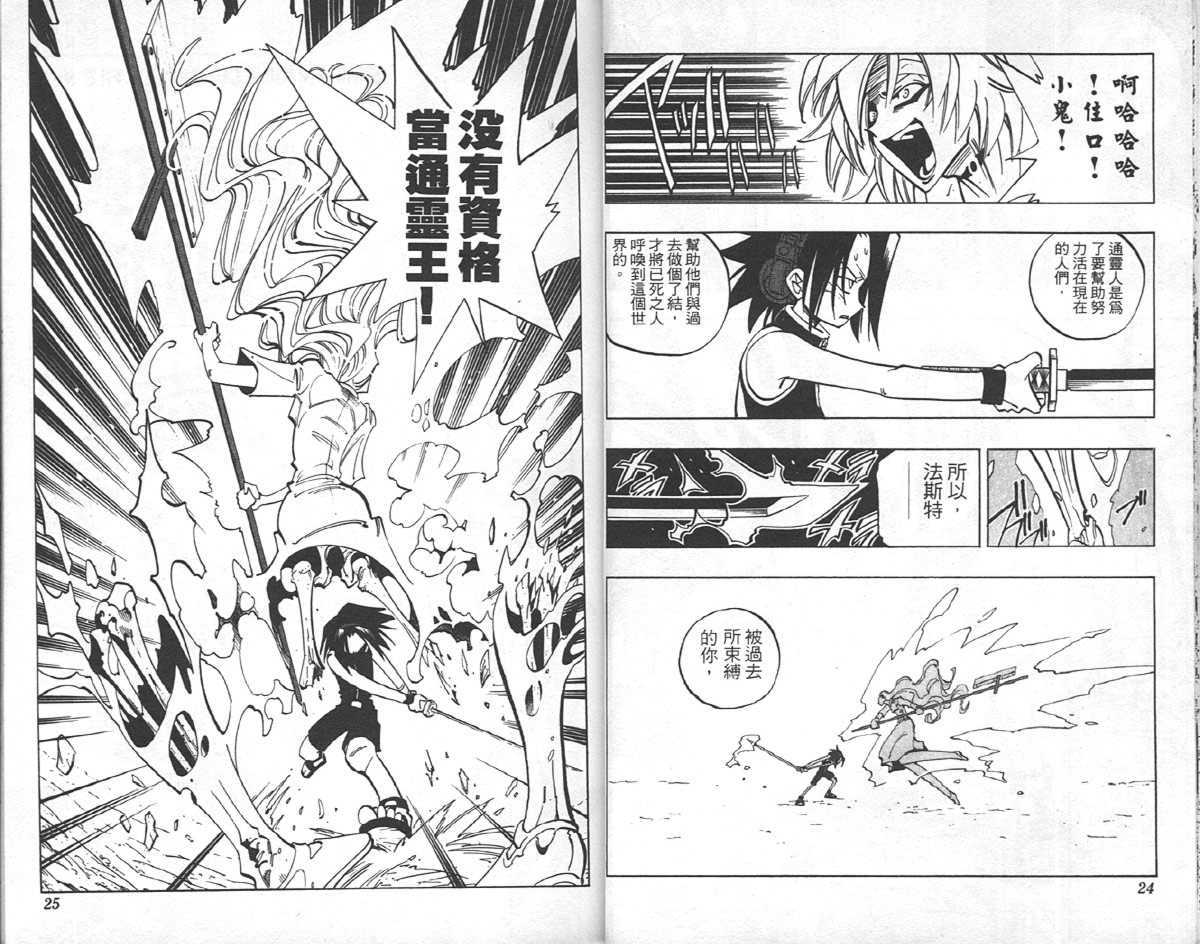 啊哈哈哈
！住口！
小鬼！
通靈人是為
了要幫助努
力活在現在
的人們．
幫助他們與過
去做個了結，
才將已死之人
呼喚到這個世
界的。
所以，
法斯特
──
被過去
所束縛
的你，
24
没有資格
當通靈王！
25